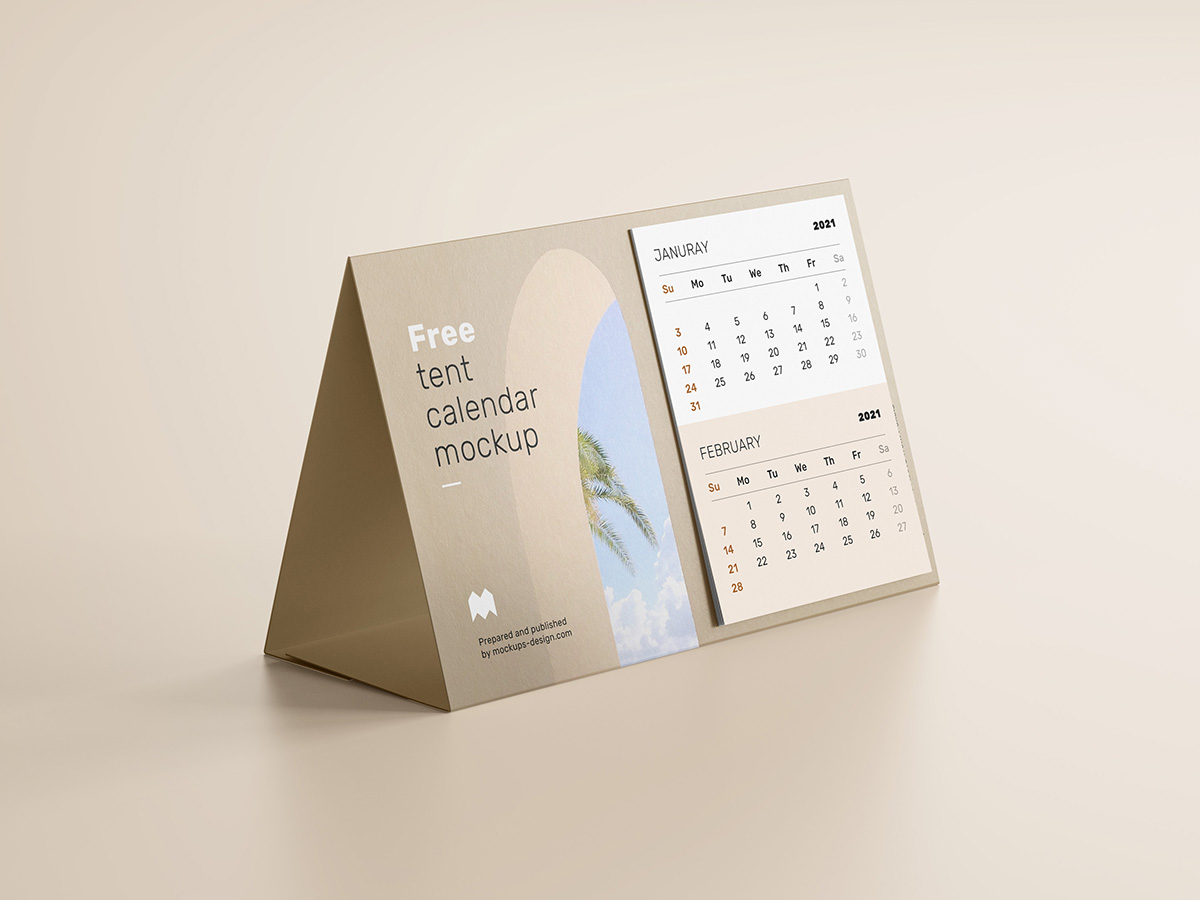 Free
tent
calendar
mockup
Prepared and published
by mockups-design.com
2021
JANURAY
Su Mo Tu We Th Fr Sa
1 2
3 4 5 6 7 8 9
10 11 12 13 14 15 16
17 18 19 20 21 22 23
24 25 26 27 28 29 30
31
2021
FEBRUARY
Su Mo Tu We Th Fr Sa
1 2 3 4 5 6
7 8 9 10 11 12 13
14 15 16 17 18 19 20
21 22 23 24 25 26 27
28